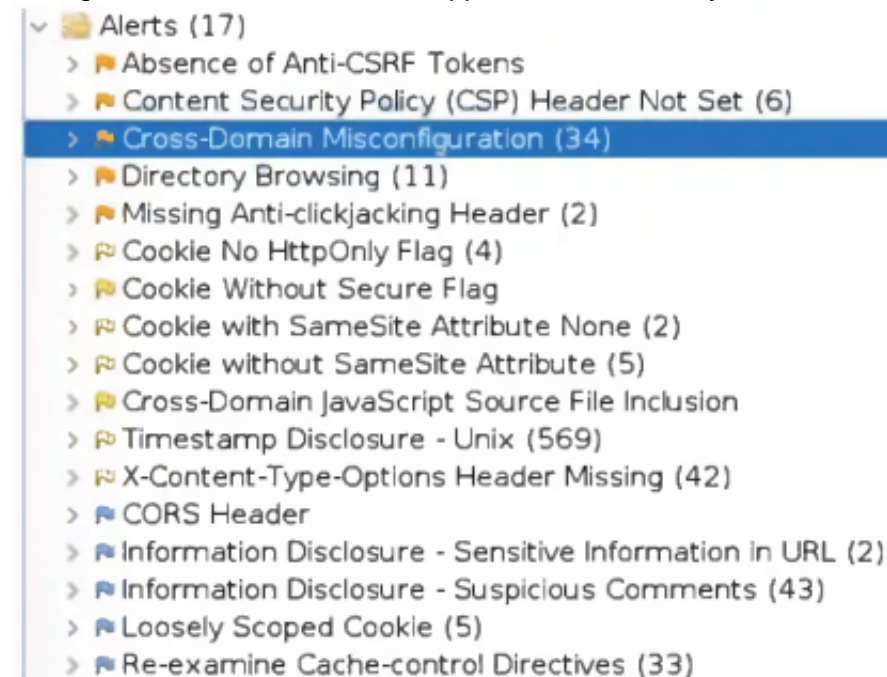 Alerts (17)
Absence of Anti-CSRF Tokens
Content Security Policy (CSP) Header Not Set (6)
Cross-Domain Misconfiguration (34)
Directory Browsing (11)
Missing Anti-clickjacking Header (2)
Cookie No HttpOnly Flag (4)
Cookie Without Secure Flag
Cookie with SameSite Attribute None (2)
Cookie without SameSite Attribute (5)
Cross-Domain JavaScript Source File Inclusion
Timestamp Disclosure - Unix (569)
X-Content-Type-Options Header Missing (42)
CORS Header
Information Disclosure - Sensitive Information in URL (2)
Information Disclosure - Suspicious Comments (43)
Loosely Scoped Cookie (5)
Re-examine Cache-control Directives (33)